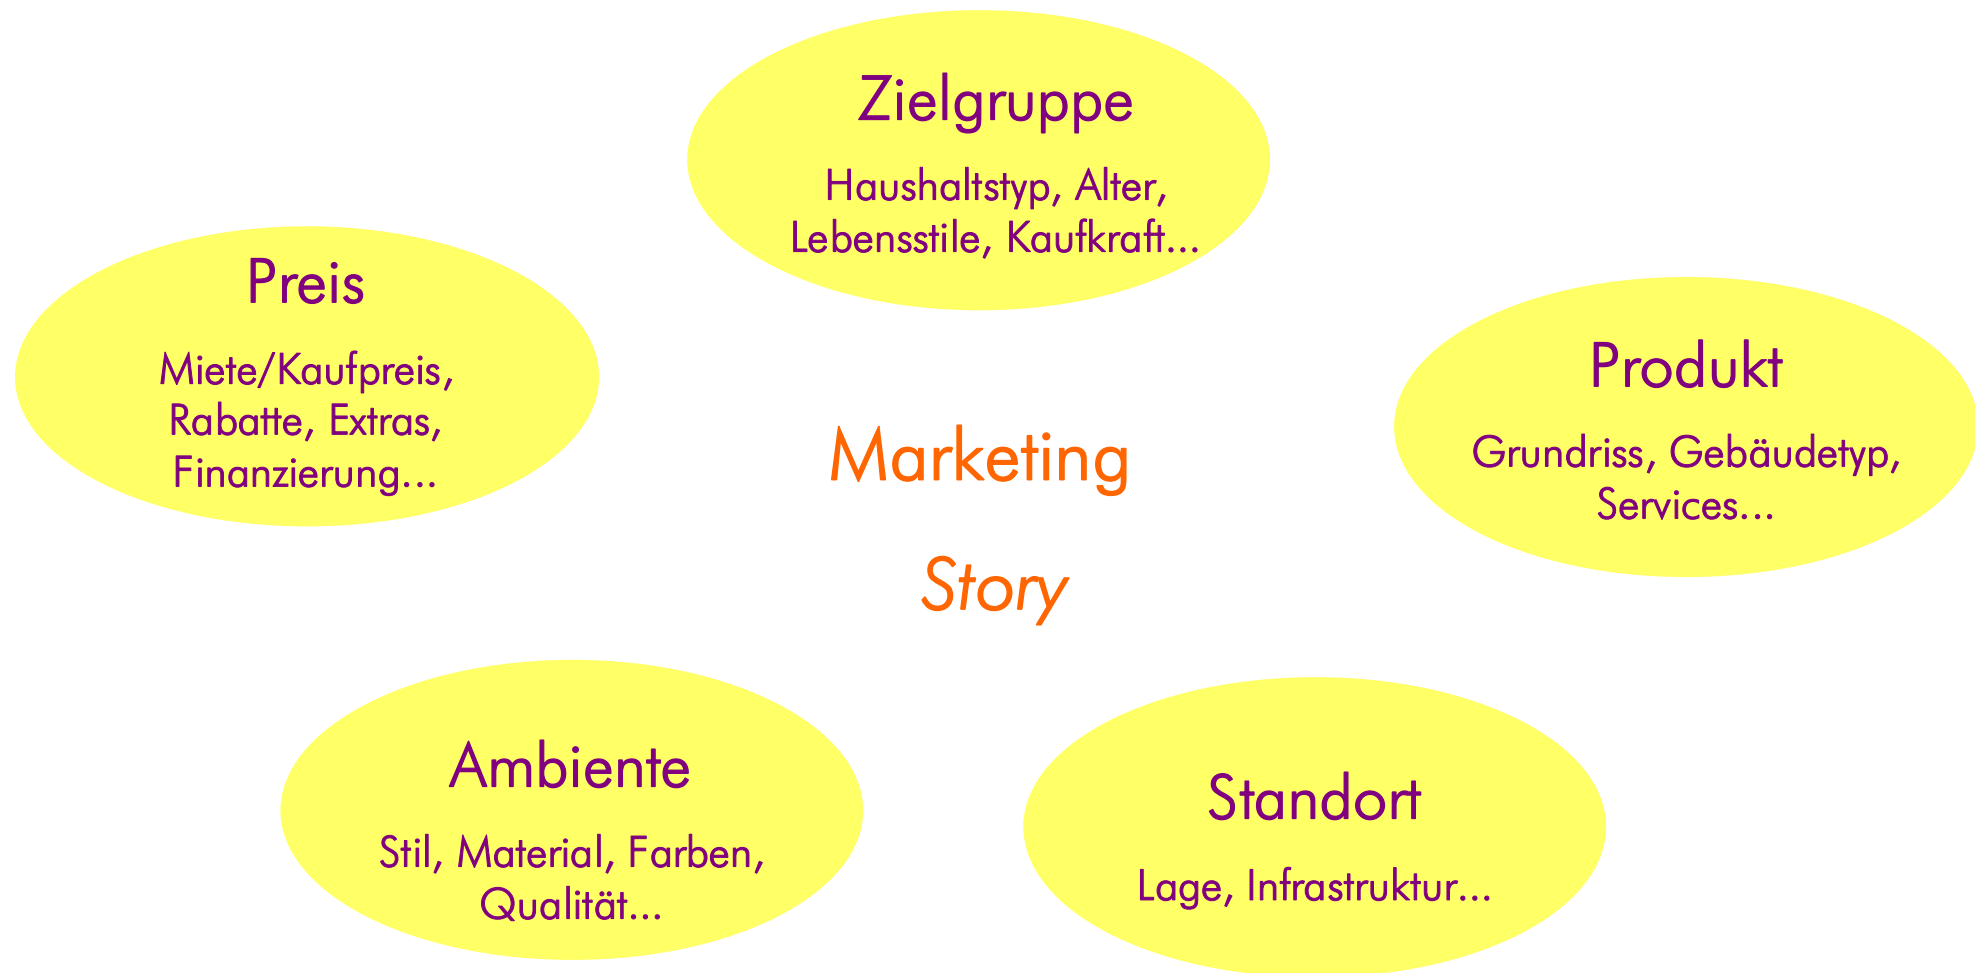 Zielgruppe
Haushaltstyp, Alter,
Lebensstile, Kaufkraft...
Preis
Miete/Kaufpreis,
Rabatte, Extras,
Finanzierung...
Produkt
Grundriss, Gebäudetyp,
Services...
Marketing
Story
Ambiente
Stil, Material, Farben,
Qualität...
Standort
Lage, Infrastruktur...